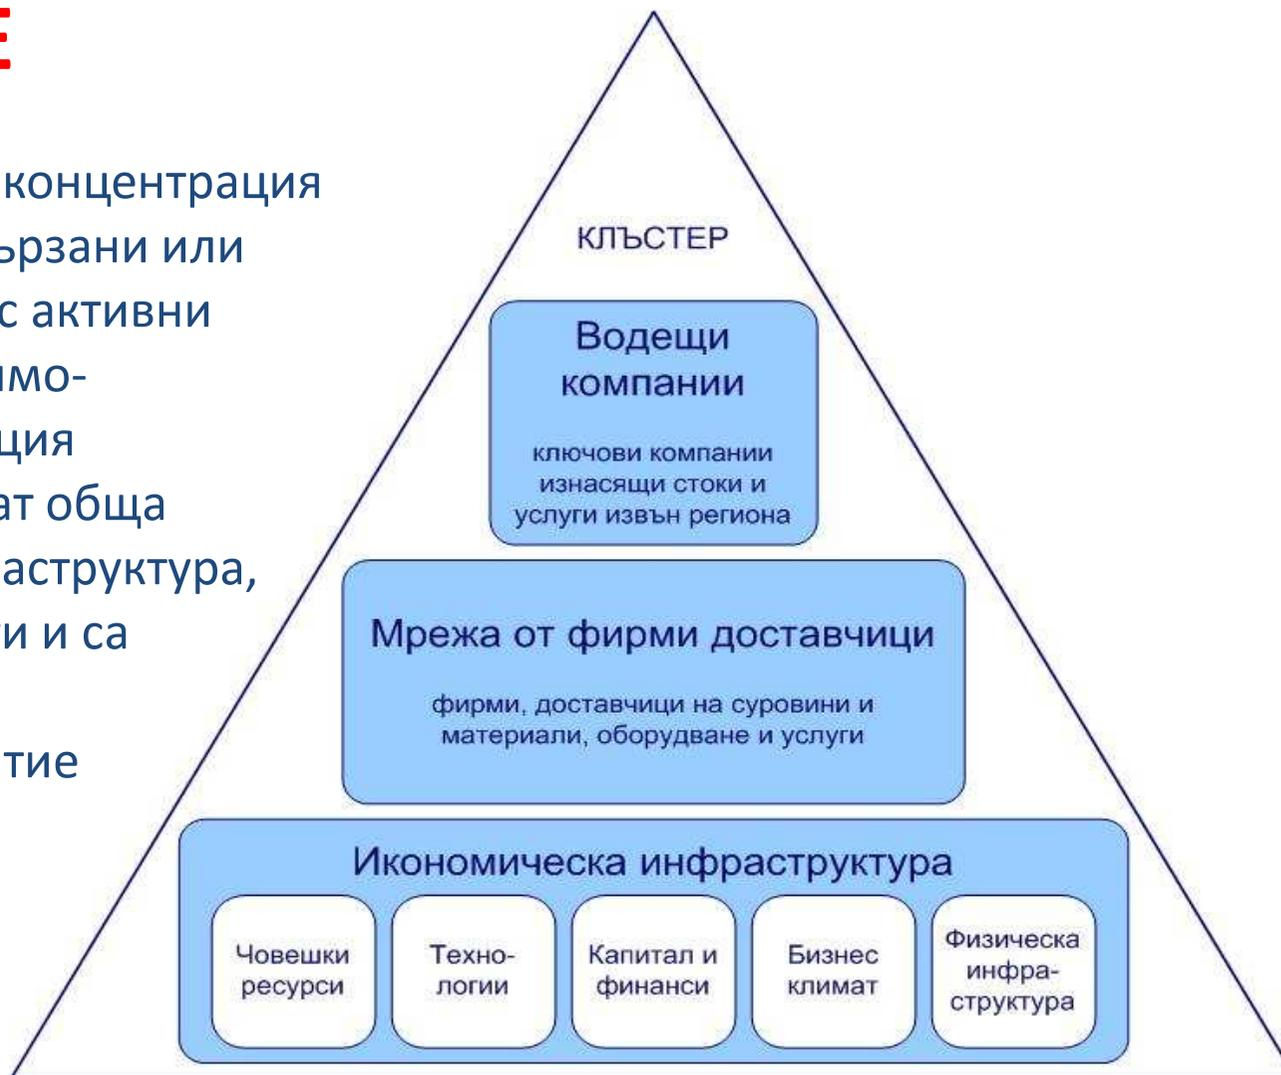 Е
концентрация
ързани или
с активни
имо-
ция
ат обща
аструктура,
ти и са
тие
КЛЪСТЕР
Водещи
компании
ключови компании
изнасящи стоки и
услуги извън региона
Мрежа от фирми доставчици
фирми, доставчици на суровини и
материали, оборудване и услуги
Икономическа инфраструктура
Човешки
ресурси
Техно-
логии
Капитал и
финанси
Бизнес
климат
Физическа
инфра-
структура